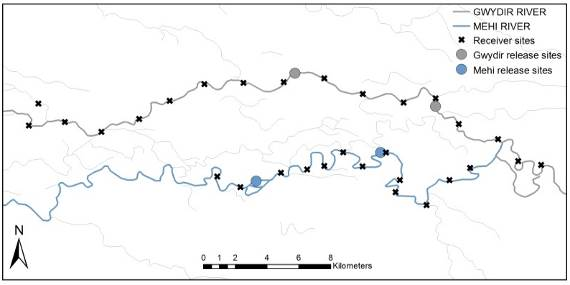 GWYDIR RIVER
MEHI RIVER
Receiver sites
Gwydir release sites
Mehi release sites
N
0 1 2 4 6 8
Kilometers